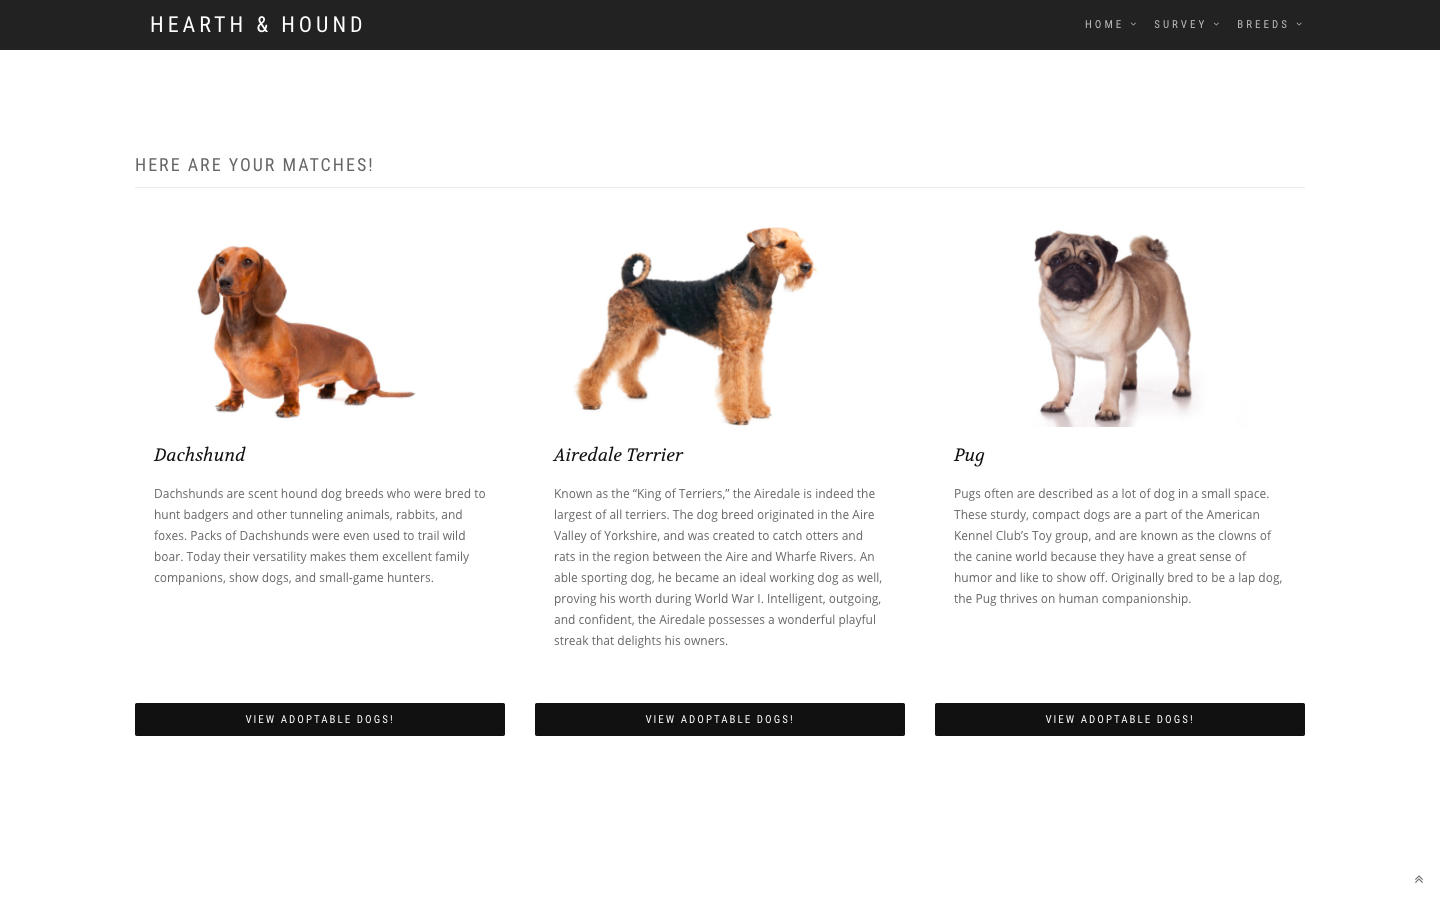 HEARTH & HOUND
HOME SURVEY BREEDS
HERE ARE YOUR MATCHES!
Dachshund
Dachshunds are scent hound dog breeds who were bred to
hunt badgers and other tunneling animals, rabbits, and
foxes. Packs of Dachshunds were even used to trail wild
boar. Today their versatility makes them excellent family
companions, show dogs, and small-game hunters.
VIEW ADOPTABLE DOGS!
Airedale Terrier
Known as the “King of Terriers,” the Airedale is indeed the
largest of all terriers. The dog breed originated in the Aire
Valley of Yorkshire, and was created to catch otters and
rats in the region between the Aire and Wharfe Rivers. An
able sporting dog, he became an ideal working dog as well,
proving his worth during World War I. Intelligent, outgoing,
and confident, the Airedale possesses a wonderful playful
streak that delights his owners.
VIEW ADOPTABLE DOGS!
Pug
Pugs often are described as a lot of dog in a small space.
These sturdy, compact dogs are a part of the American
Kennel Club’s Toy group, and are known as the clowns of
the canine world because they have a great sense of
humor and like to show off. Originally bred to be a lap dog,
the Pug thrives on human companionship.
VIEW ADOPTABLE DOGS!